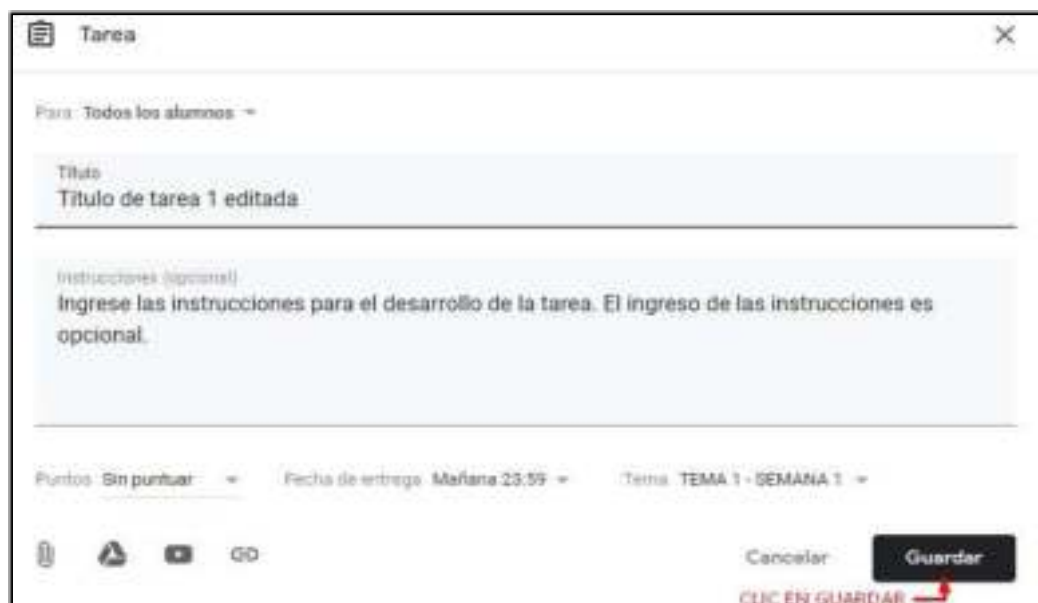 Tarea
Para Todos los alumnos
Título
Título de tarea 1 editada
Instrucciones (opcional)
Ingrese las instrucciones para el desarrollo de la tarea. El ingreso de las instrucciones es
opcional.
Puntos Sin puntuar Fecha de entrega Mañana 23:59 Tema TEMA 1 - SEMANA 1
Cancelar Guardar
CLIC EN GUARDAR